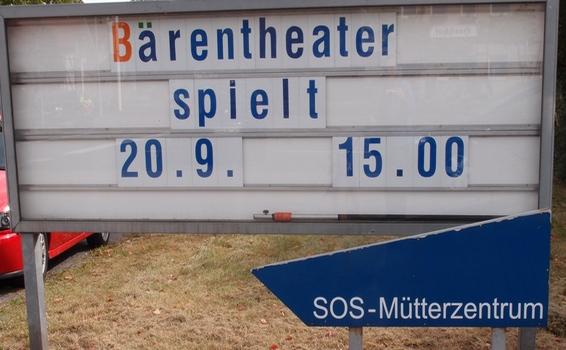 Bärentheater
spielt
20.9. 15.00
SOS-Mütterzentrum